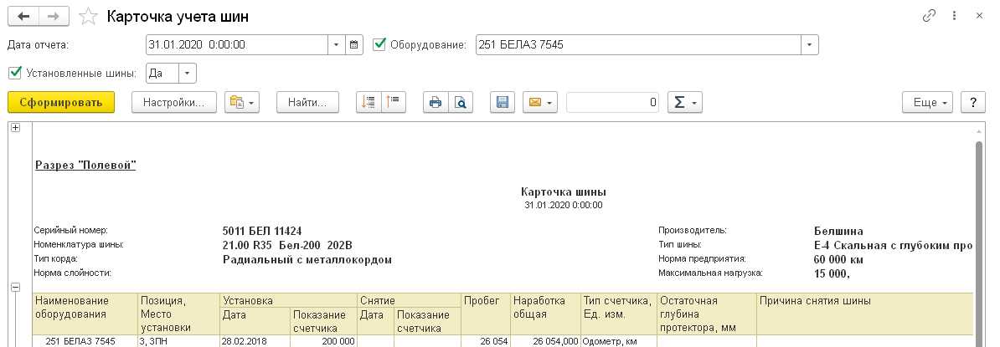 Карточка учета шин
Дата отчета: 31.01.2020 0:00:00 Оборудование: 251 БЕЛАЗ 7545
Установленные шины: Да
Сформировать Настройки... Найти... 0 Σ Еще ?
Разрез "Полевой"
Карточка шины
31.01.2020 0:00:00
Серийный номер: 5011 БЕЛ 11424 Производитель: Белшина
Номенклатура шины: 21.00 R35 Бел-200 202В Тип шины: Е-4 Скальная с глубоким про
Тип корда: Радиальный с металлокордом Норма предприятия: 60 000 км
Норма слойности: Максимальная нагрузка: 15 000,
Наименование Позиция, Установка Снятие Пробег Наработка Тип счетчика, Остаточная Причина снятия шины
оборудования Место Дата Показание Дата Показание общая Ед. изм. глубина
установки счетчика счетчика протектора, мм
251 БЕЛАЗ 7545 3, ЗПН 28.02.2018 200 000 26 054 26 054,000 Одометр, км